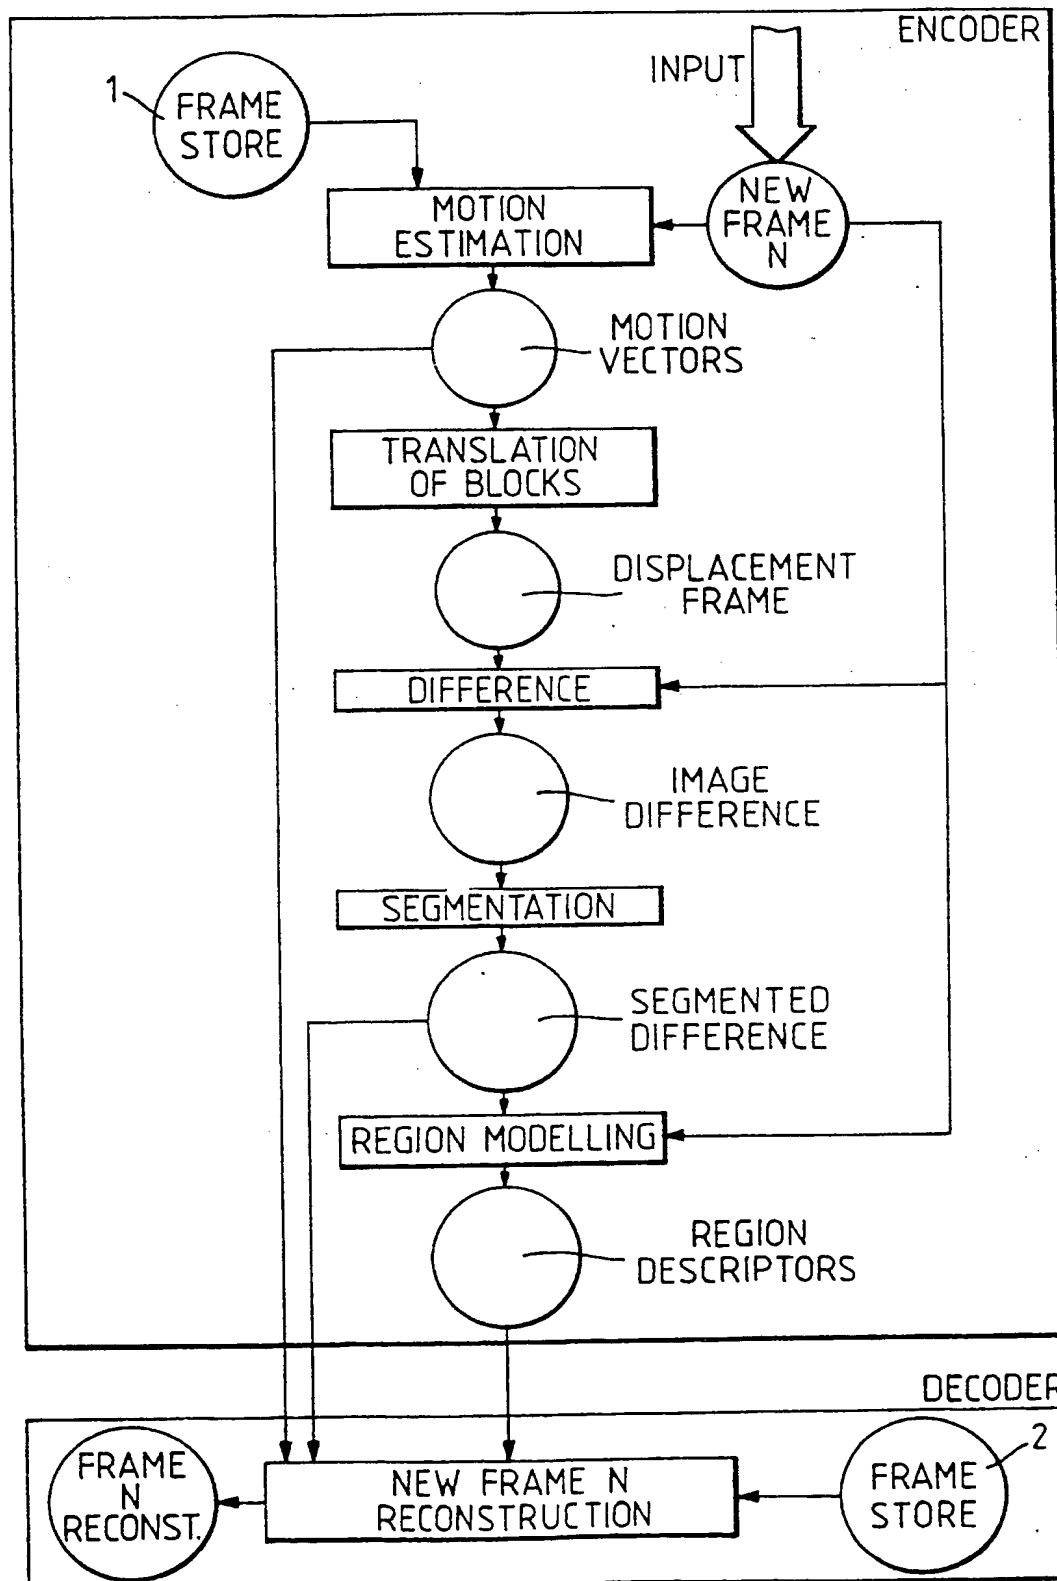 ENCODER
INPUT
1
FRAME
STORE
NEW
FRAME
N
MOTION
ESTIMATION
MOTION
VECTORS
TRANSLATION
OF BLOCKS
DISPLACEMENT
FRAME
DIFFERENCE
IMAGE
DIFFERENCE
SEGMENTATION
SEGMENTED
DIFFERENCE
REGION MODELLING
REGION
DESCRIPTORS
DECODER
FRAME
N
RECONST.
NEW FRAME N
RECONSTRUCTION
FRAME
STORE
2